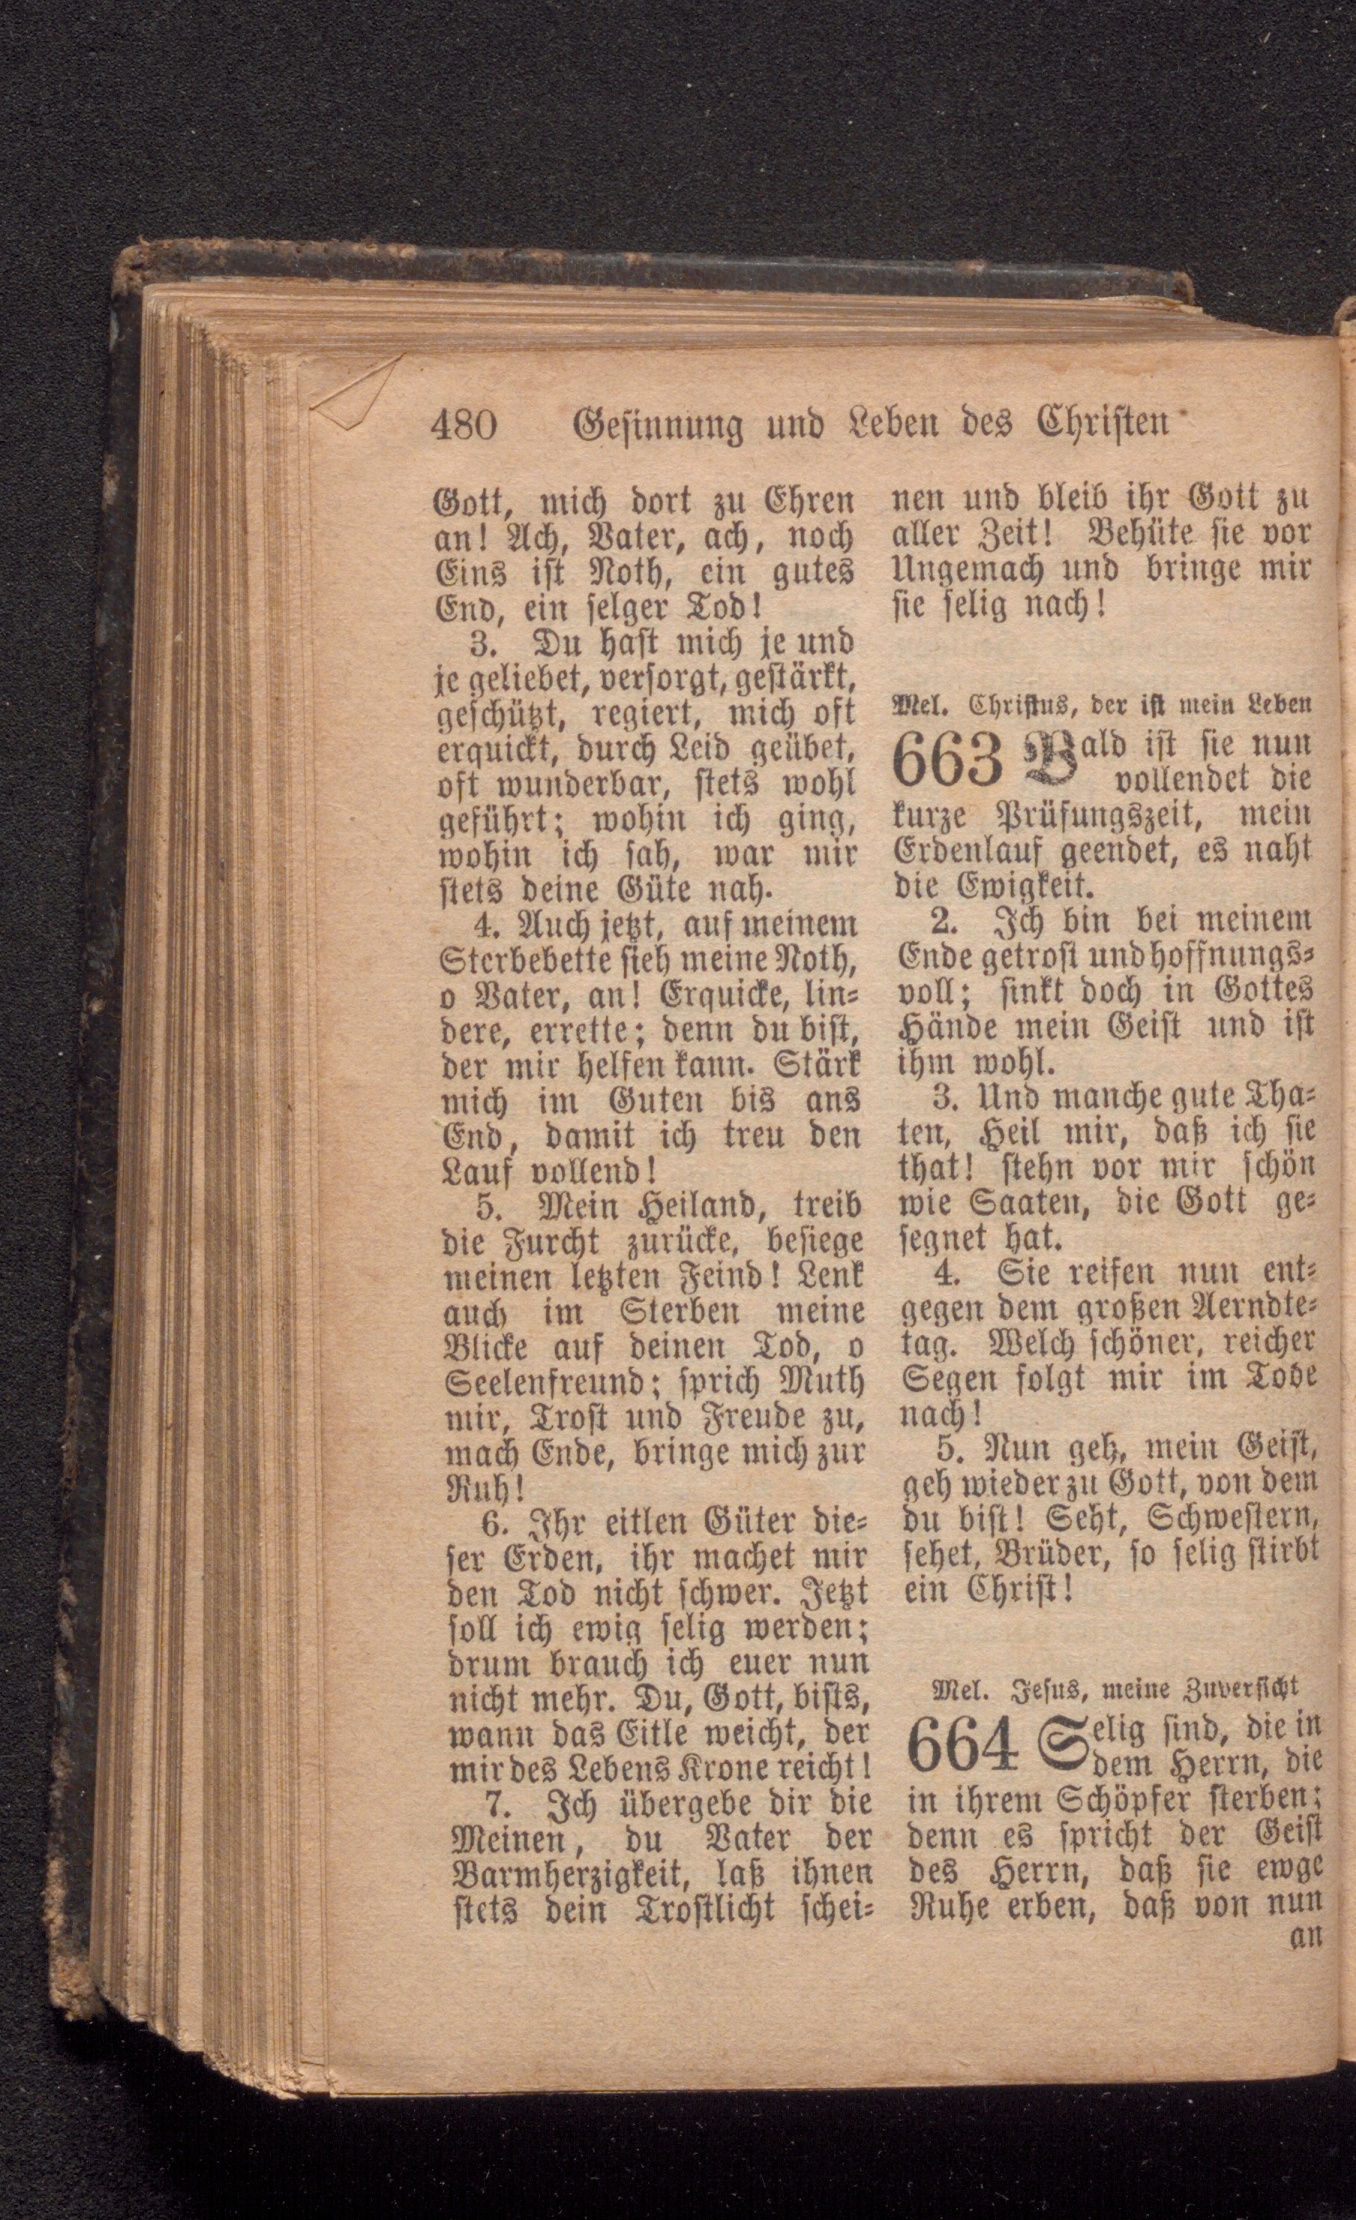 480 Gesinnung und Leben des Christen
Gott, mich dort zu Ehren
an! Ach, Vater, ach, noch
Eins ist Noth, ein gutes
End, ein selger Tod!
3. Du hast mich je und
je geliebet, versorgt, gestärkt,
geschützt, regiert, mich oft
erquickt, durch Leid geübet,
oft wunderbar, stets wohl
geführt; wohin ich ging,
wohin ich sah, war mir
stets deine Güte nah.
4. Auch jetzt, auf meinem
Sterbebette sieh meine Noth,
o Vater, an! Erquicke, lin-
dere, errette; denn du bist,
der mir helfen kann. Stärk
mich im Guten bis ans
End, damit ich treu den
Lauf vollend!
5. Mein Heiland, treib
die Furcht zurücke, besiege
meinen letzten Feind! Lenk
auch im Sterben meine
Blicke auf deinen Tod, o
Seelenfreund; sprich Muth
mir, Trost und Freude zu,
mach Ende, bringe mich zur
Ruh!
6. Ihr eitlen Güter die-
ser Erden, ihr machet mir
den Tod nicht schwer. Jetzt
soll ich ewig selig werden;
drum brauch ich euer nun
nicht mehr. Du, Gott, bists,
wann das Eitle weicht, der
mir des Lebens Krone reicht!
7. Ich übergebe dir die
Meinen, du Vater der
Barmherzigkeit, laß ihnen
stets dein Trostlicht schei-
nen und bleib ihr Gott zu
aller Zeit! Behüte sie vor
Ungemach und bringe mir
sie selig nach!
Mel. Christus, der ist mein Leben
663 Bald ist sie nun
vollendet die
kurze Prüfungszeit, mein
Erdenlauf geendet, es naht
die Ewigkeit.
2. Ich bin bei meinem
Ende getrost und hoffnungs-
voll; sinkt doch in Gottes
Hände mein Geist und ist
ihm wohl.
3. Und manche gute Tha-
ten, Heil mir, daß ich sie
that! stehn vor mir schön
wie Saaten, die Gott ge-
segnet hat.
4. Sie reifen nun ent-
gegen dem großen Aerndte-
tag. Welch schöner, reicher
Segen folgt mir im Tode
nach!
5. Nun geh, mein Geist,
geh wieder zu Gott, von dem
du bist! Seht, Schwestern,
sehet, Brüder, so selig stirbt
ein Christ!
Mel. Jesus, meine Zuversicht
664 Selig sind, die in
dem Herrn, die
in ihrem Schöpfer sterben;
denn es spricht der Geist
des Herrn, daß sie ewge
Ruhe erben, daß von nun
an